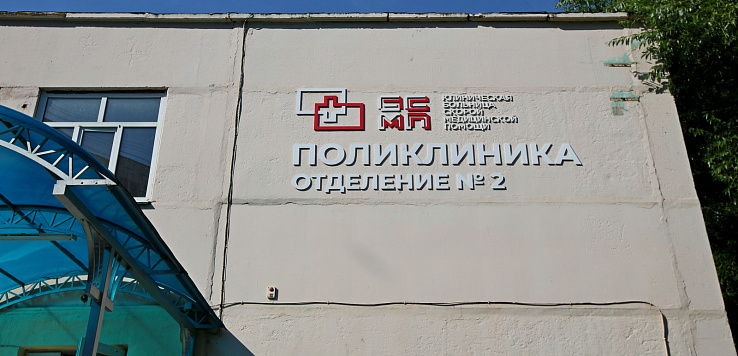 БСМП
КЛИНИЧЕСКАЯ
БОЛЬНИЦА
СКОРОЙ
МЕДИЦИНСКОЙ
ПОМОЩИ
ПОЛИКЛИНИКА
ОТДЕЛЕНИЕ № 2